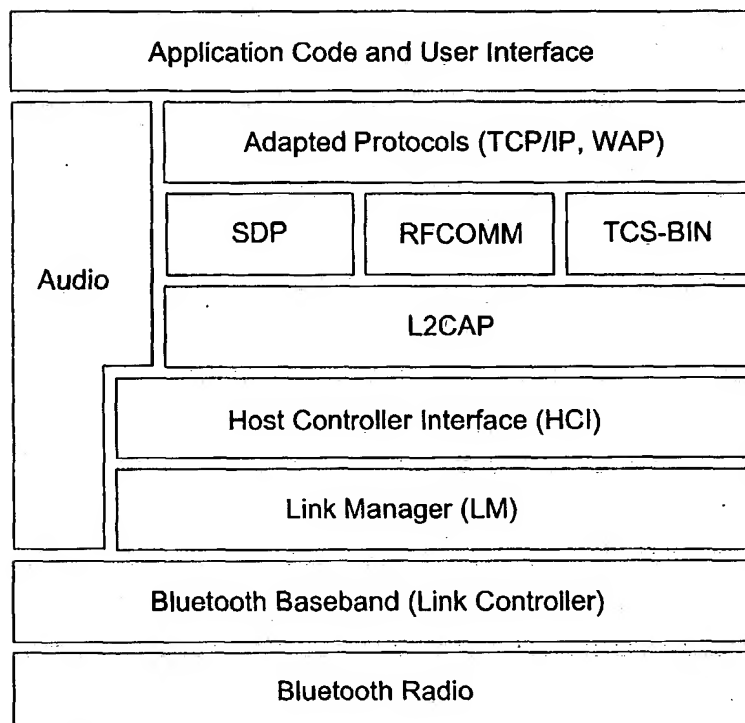 Application Code and User Interface
Adapted Protocols (TCP/IP, WAP)
SDP
RFCOMM
TCS-BIN
Audio
L2CAP
Host Controller Interface (HCI)
Link Manager (LM)
Bluetooth Baseband (Link Controller)
Bluetooth Radio